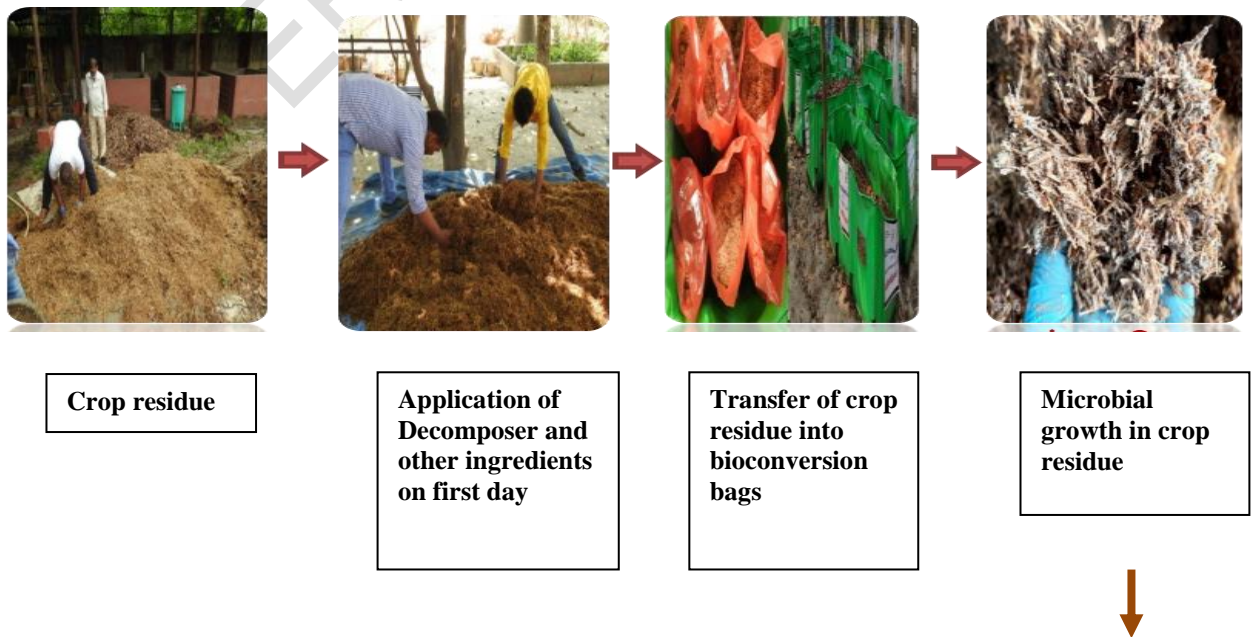 Crop residue
Application of
Decomposer and
other ingredients
on first day
Transfer of crop
residue into
bioconversion
bags
Microbial
growth in crop
residue